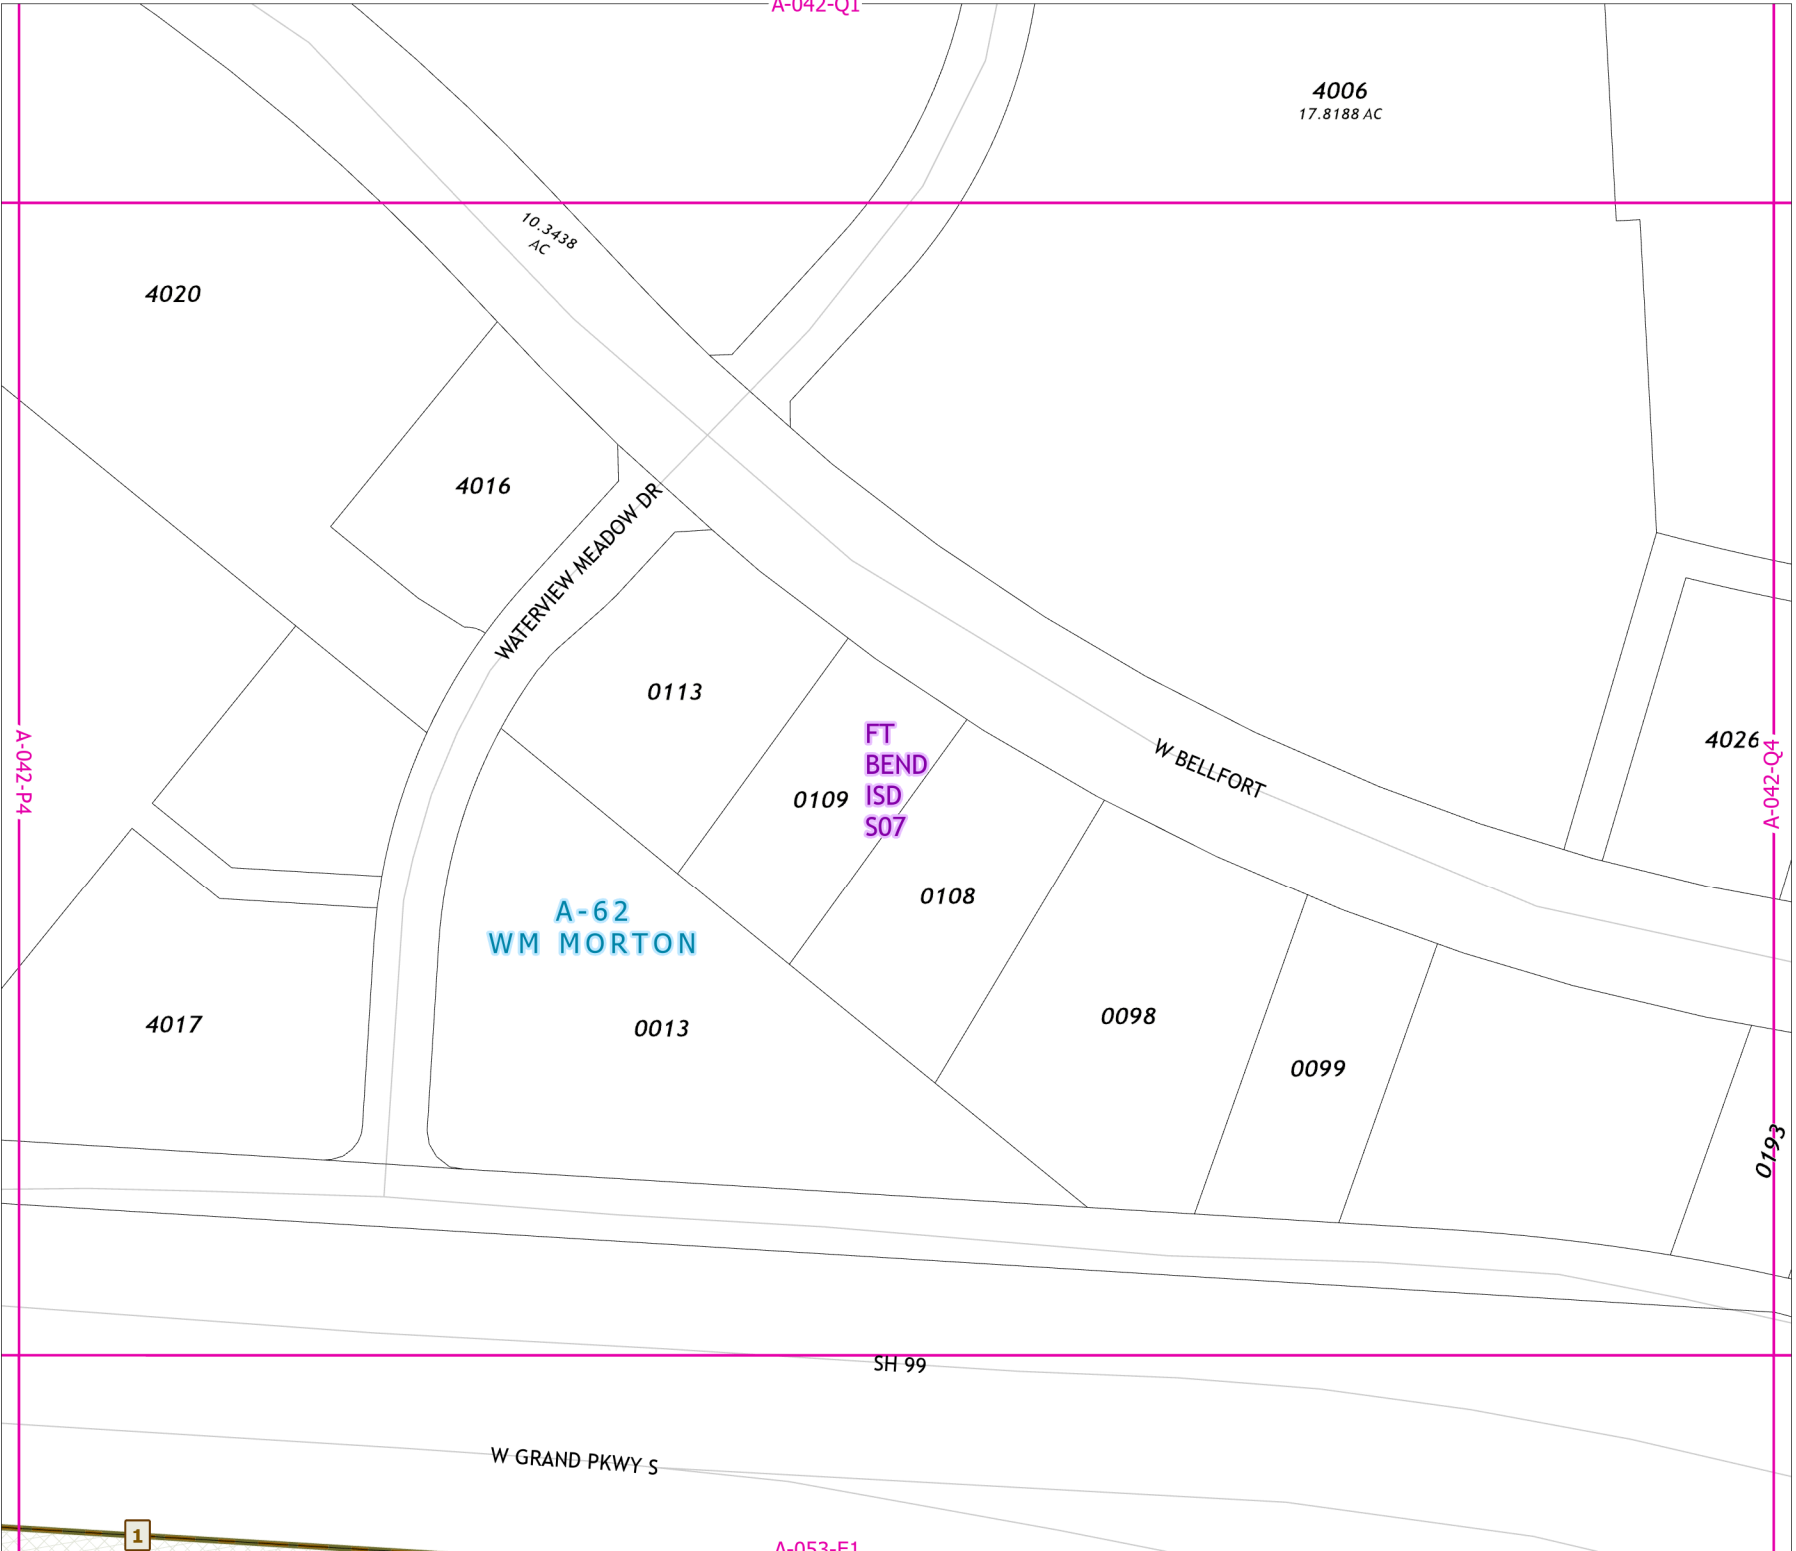 A-042-Q1
4006
17.8188 AC
10.3438
AC
4020
4016
WATERVIEW MEADOW DR
0113
FT
BEND
ISD
S07
0109
W BELLFORT
4026
A-042-P4
A-042-Q4
0108
A-62
WM MORTON
4017
0013
0098
0099
0193
SH 99
W GRAND PKWY S
1
A-053-E1